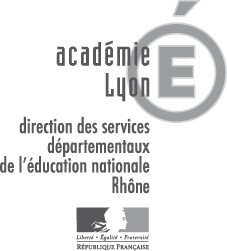 académie
Lyon
É
direction des services
départementaux
de l'éducation nationale
Rhône
Liberté • Égalité • Fraternité
RÉPUBLIQUE FRANÇAISE